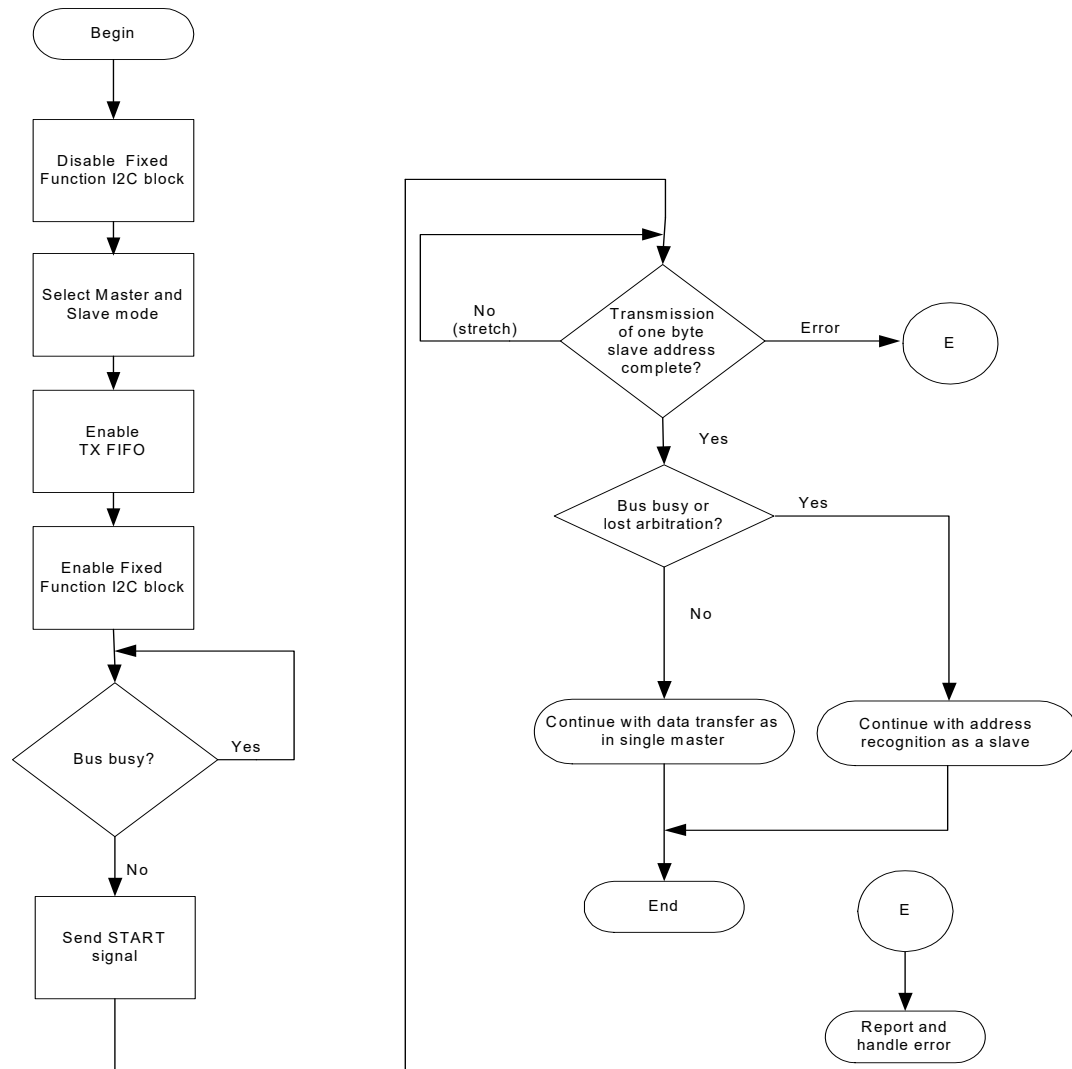 Begin
Disable Fixed
Function I2C block
Select Master and
Slave mode
Enable
TX FIFO
Enable Fixed
Function I2C block
Bus busy?
Yes
No
Send START
signal
Transmission
of one byte
slave address
complete?
No
(stretch)
Error
E
Yes
Bus busy or
lost arbitration?
Yes
No
Continue with data transfer as
in single master
Continue with address
recognition as a slave
End
E
Report and
handle error